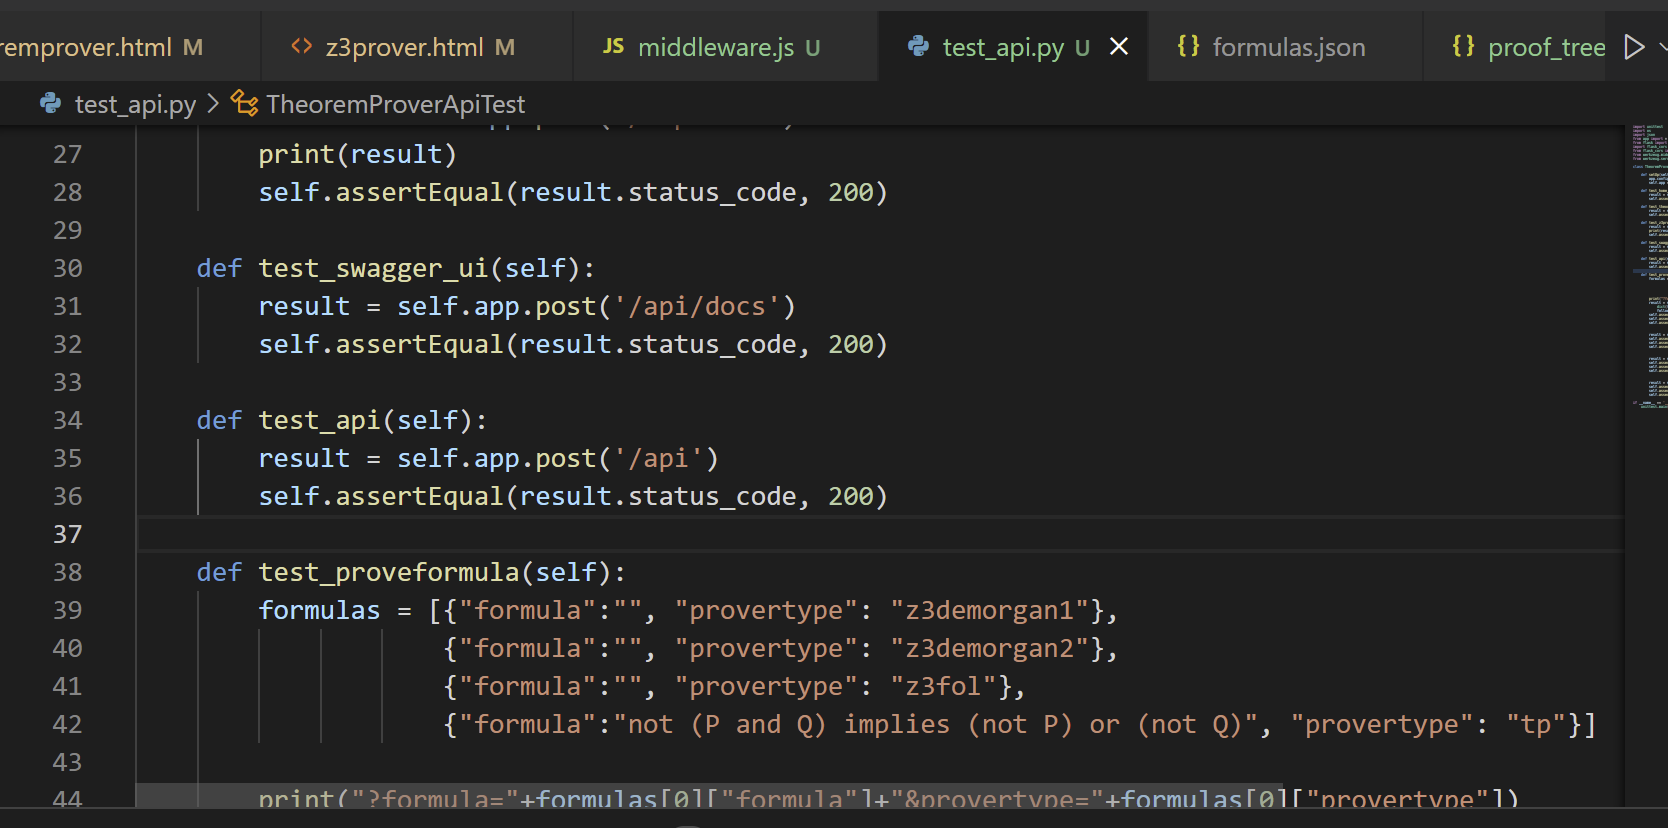 remprover.html M <> z3prover.html M JS middleware.js U test_api.py U {} formulas.json {} proof_tree
test_api.py > TheoremProverApiTest
27 print(result)
28 self.assertEqual(result.status_code, 200)
29
30 def test_swagger_ui(self):
31 result = self.app.post('/api/docs')
32 self.assertEqual(result.status_code, 200)
33
34 def test_api(self):
35 result = self.app.post('/api')
36 self.assertEqual(result.status_code, 200)
37
38 def test_proveformula(self):
39 formulas = [{"formula":"", "provertype": "z3demorgan1"},
40 {"formula":"", "provertype": "z3demorgan2"},
41 {"formula":"", "provertype": "z3fol"},
42 {"formula":"not (P and Q) implies (not P) or (not Q)", "provertype": "tp"}]
43
44 print("?formula="+formulas[0]["formula"]+"&provertype="+formulas[0]["provertype"])